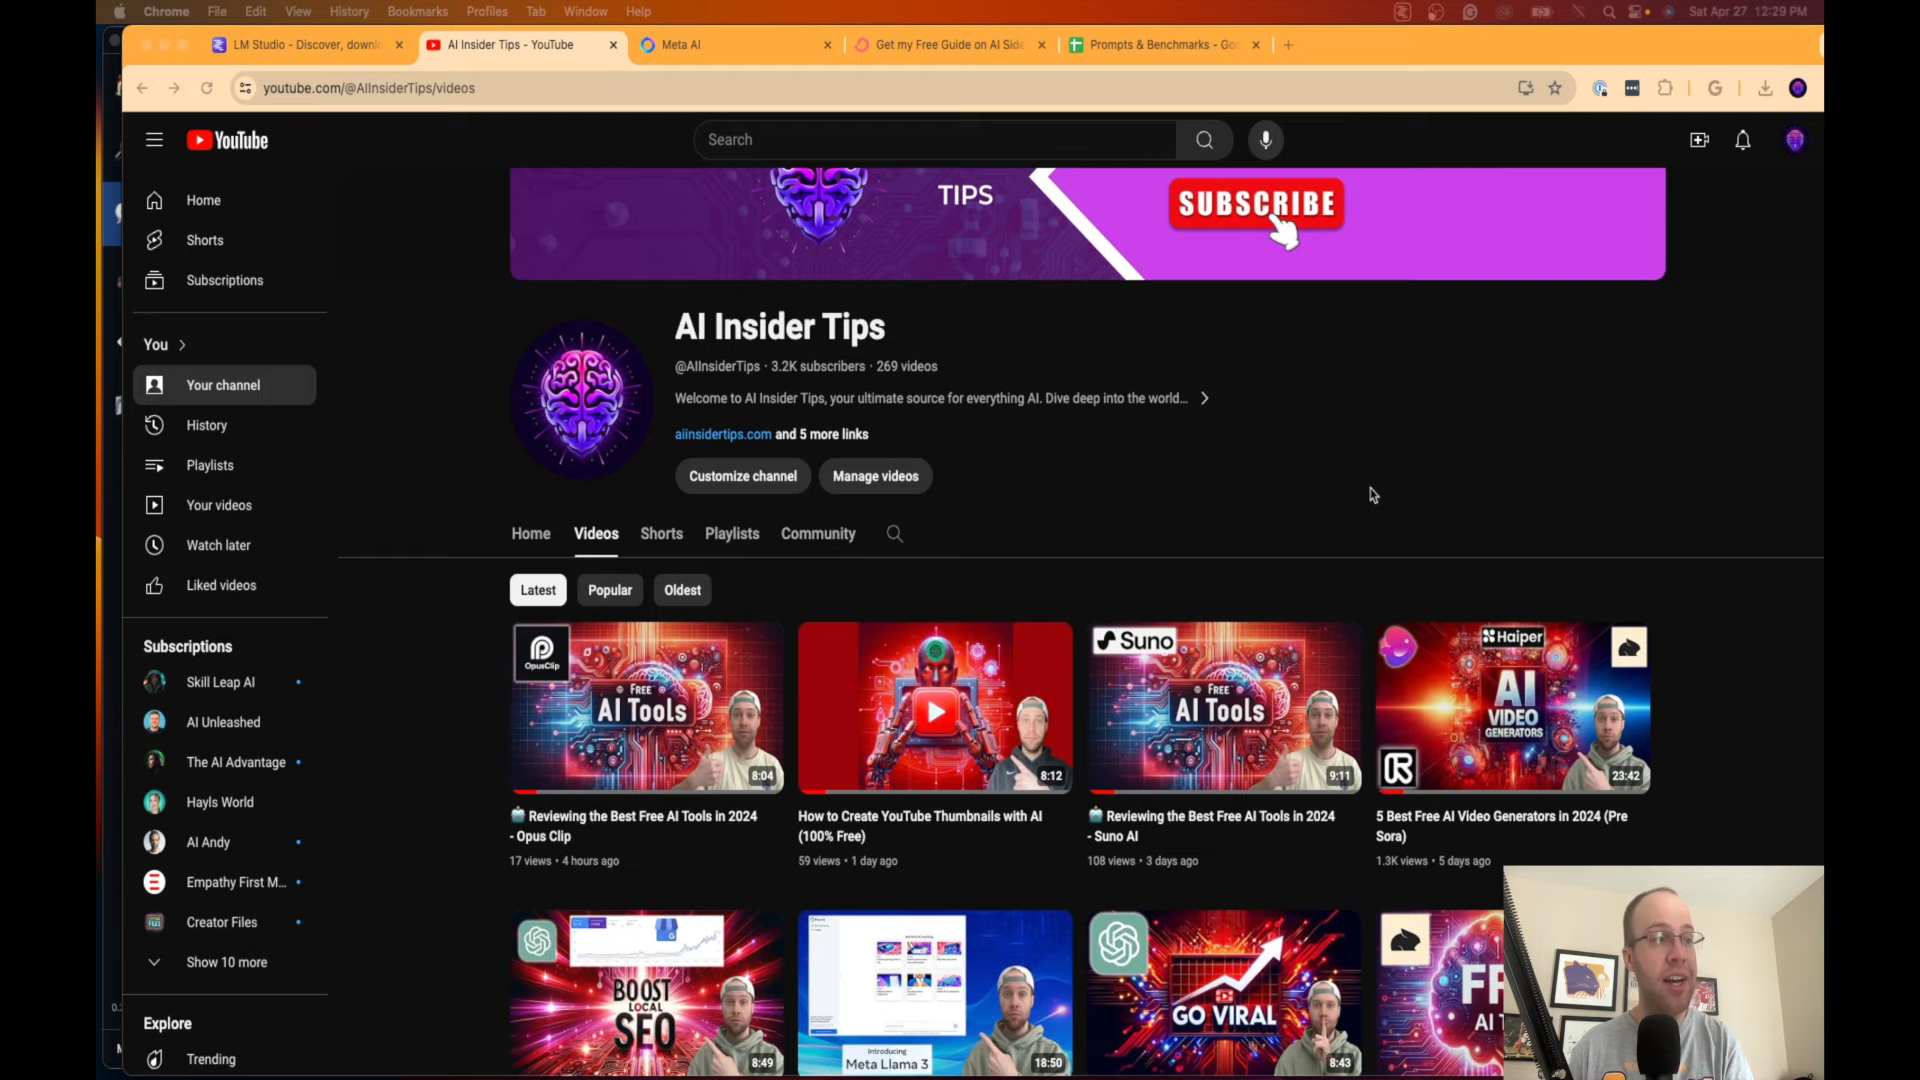 Chrome File Edit View History Bookmarks Profiles Tab Window Help
Sat Apr 27 12:29 PM
LM Studio - Discover, downlo
AI Insider Tips - YouTube
Meta AI
Get my Free Guide on AI Side
Prompts & Benchmarks - Goo
youtube.com/@AIInsiderTips/videos
YouTube
Search
Home
Shorts
Subscriptions
You
Your channel
History
Playlists
Your videos
Watch later
Liked videos
Subscriptions
Skill Leap AI
AI Unleashed
The AI Advantage
Hayls World
AI Andy
Empathy First M...
Creator Files
Show 10 more
Explore
Trending
TIPS
SUBSCRIBE
AI Insider Tips
@AIInsiderTips · 3.2K subscribers · 269 videos
Welcome to AI Insider Tips, your ultimate source for everything AI. Dive deep into the world...
aiinsidertips.com and 5 more links
Customize channel
Manage videos
Home Videos Shorts Playlists Community
Latest Popular Oldest
OpusClip
FREE
AI Tools
8:04
8:12
Suno
FREE
AI Tools
9:11
Haiper
AI
VIDEO
GENERATORS
23:42
Reviewing the Best Free AI Tools in 2024
- Opus Clip
17 views • 4 hours ago
How to Create YouTube Thumbnails with AI
(100% Free)
59 views • 1 day ago
Reviewing the Best Free AI Tools in 2024
- Suno AI
108 views • 3 days ago
5 Best Free AI Video Generators in 2024 (Pre
Sora)
1.3K views • 5 days ago
BOOST
LOCAL
SEO
8:49
Introducing
Meta Llama 3
18:50
GO VIRAL
8:43